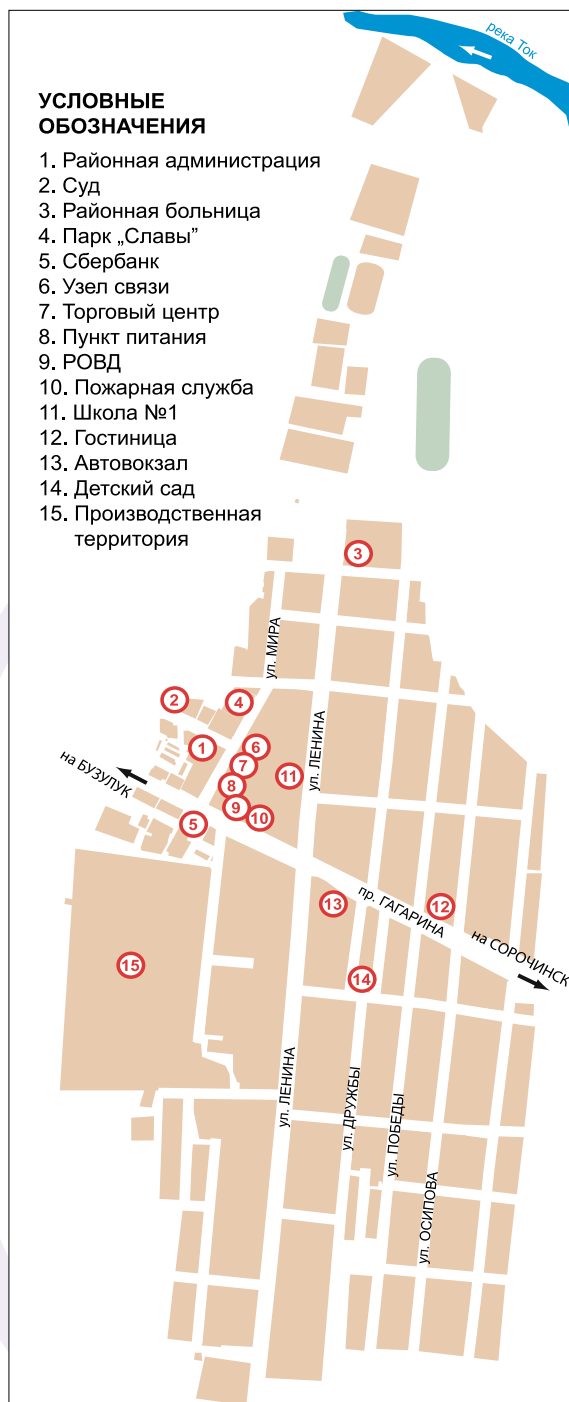 река Ток
УСЛОВНЫЕ
ОБОЗНАЧЕНИЯ
1. Районная администрация
2. Суд
3. Районная больница
4. Парк „Славы”
5. Сбербанк
6. Узел связи
7. Торговый центр
8. Пункт питания
9. РОВД
10. Пожарная служба
11. Школа №1
12. Гостиница
13. Автовокзал
14. Детский сад
15. Производственная
территория
3
ул. МИРА
2
4
ул. ЛЕНИНА
1
6
7
11
на БУЗУЛУК
8
9
10
5
13
пр. ГАГАРИНА
12
на СОРОЧИНСК
15
14
ул. ЛЕНИНА
ул. ДРУЖБЫ
ул. ПОБЕДЫ
ул. ОСИПОВА